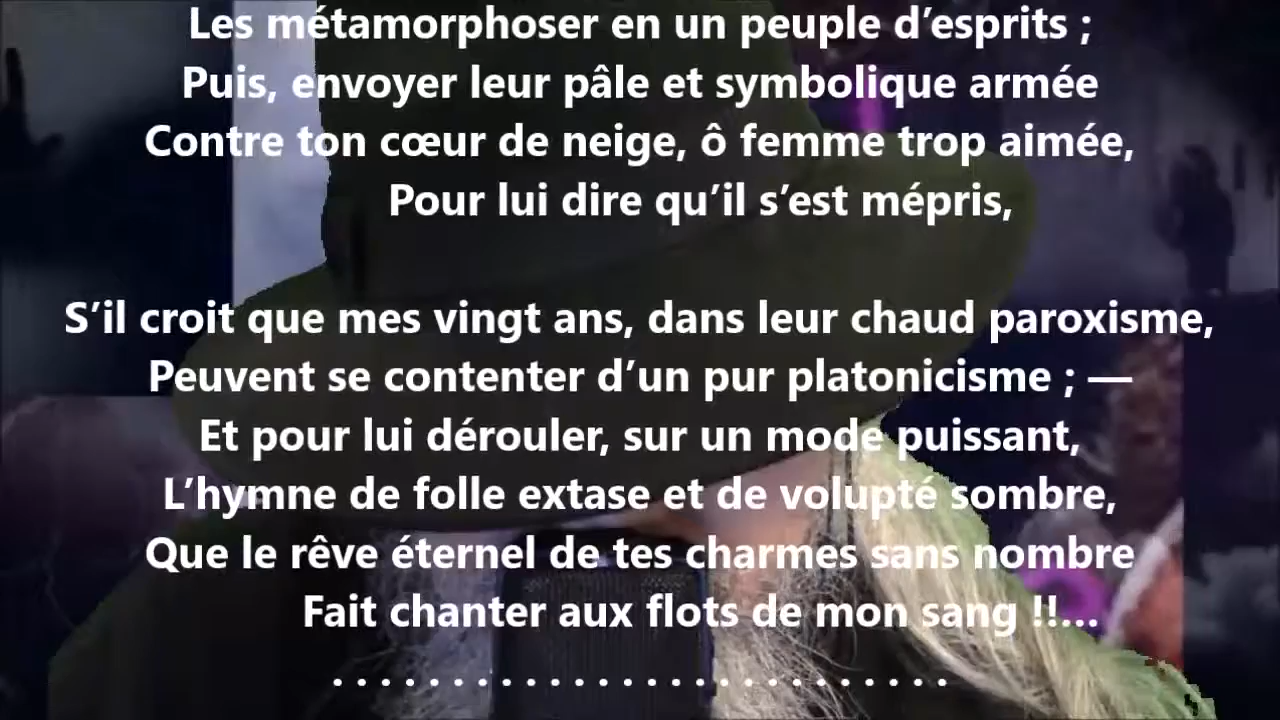 Les métamorphoser en un peuple d’esprits ;
Puis, envoyer leur pâle et symbolique armée
Contre ton cœur de neige, ô femme trop aimée,
Pour lui dire qu’il s’est mépris,
S’il croit que mes vingt ans, dans leur chaud paroxisme,
Peuvent se contenter d’un pur platonicisme ; —
Et pour lui dérouler, sur un mode puissant,
L’hymne de folle extase et de volupté sombre,
Que le rêve éternel de tes charmes sans nombre
Fait chanter aux flots de mon sang !!...
. . . . . . . . . . . . . . . . . . . . . . . . . .